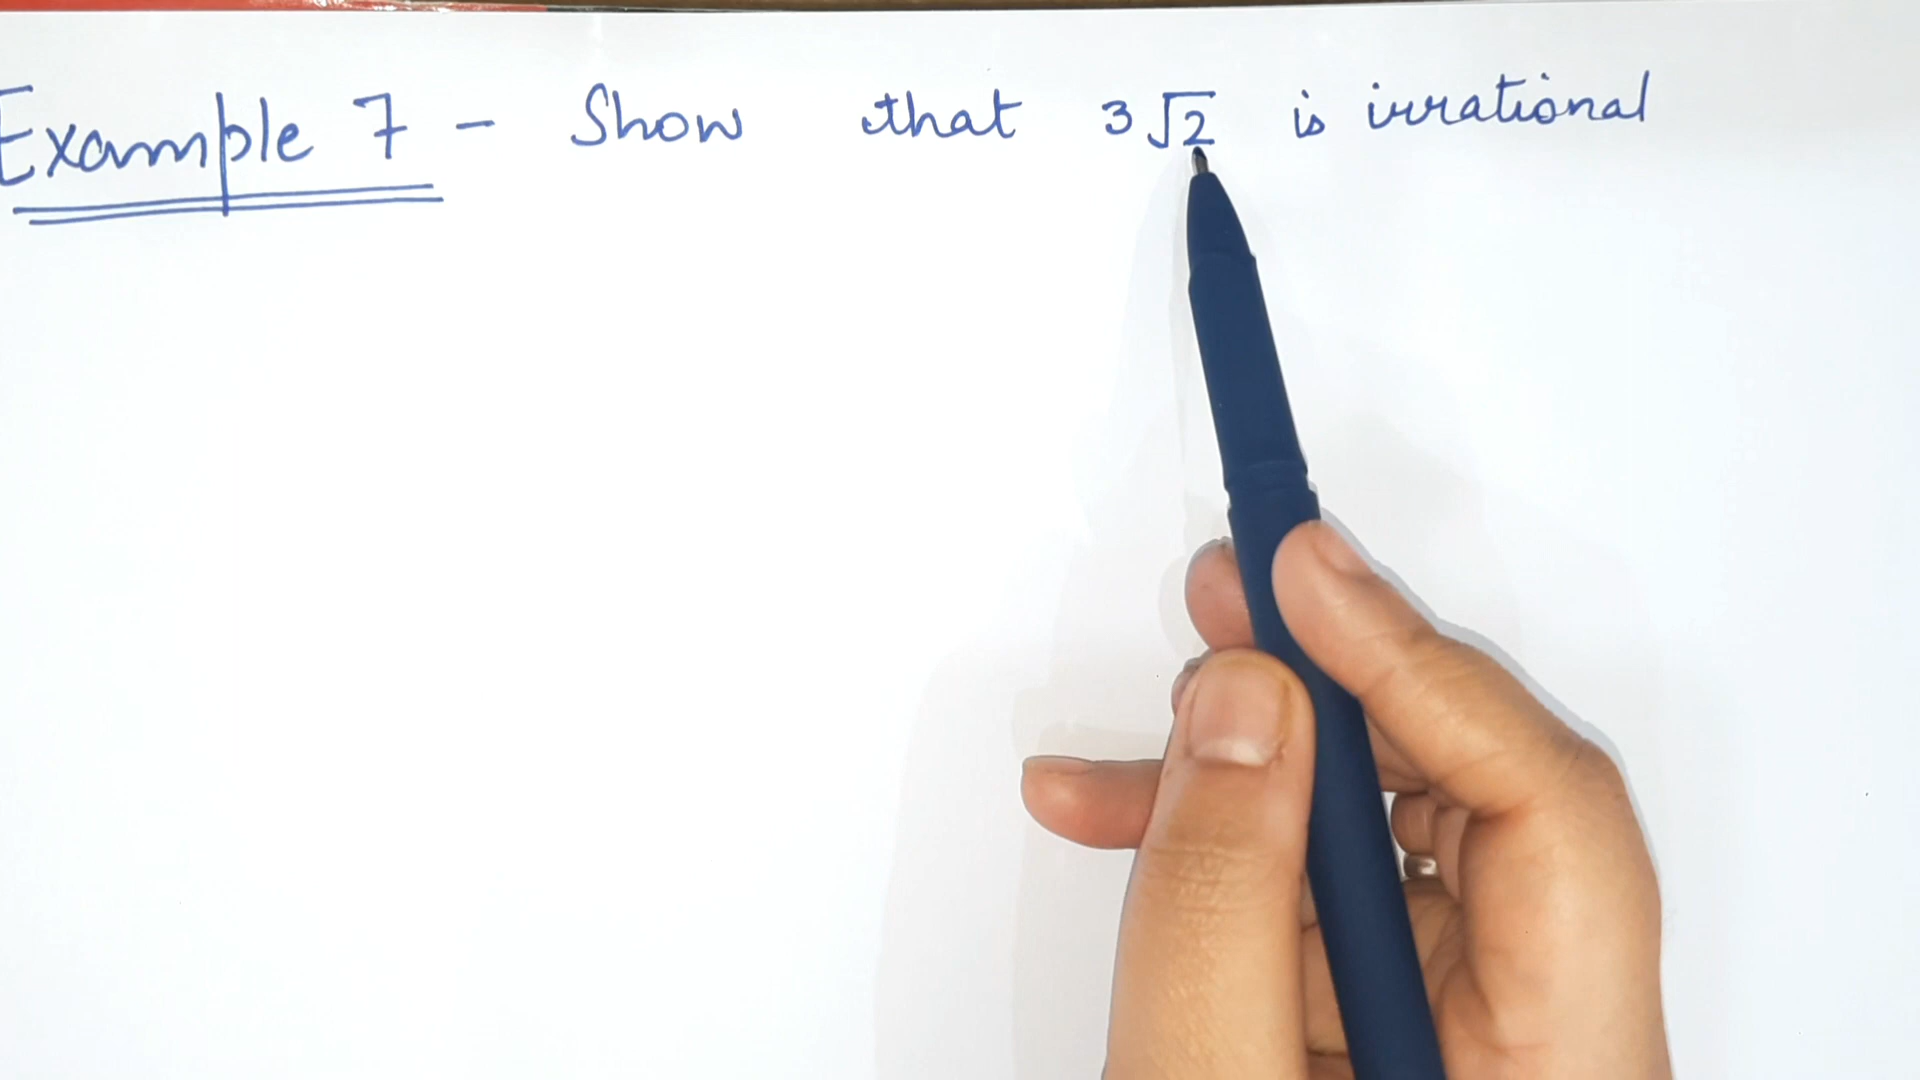 Example 7 - Show that 3√2 is irrational